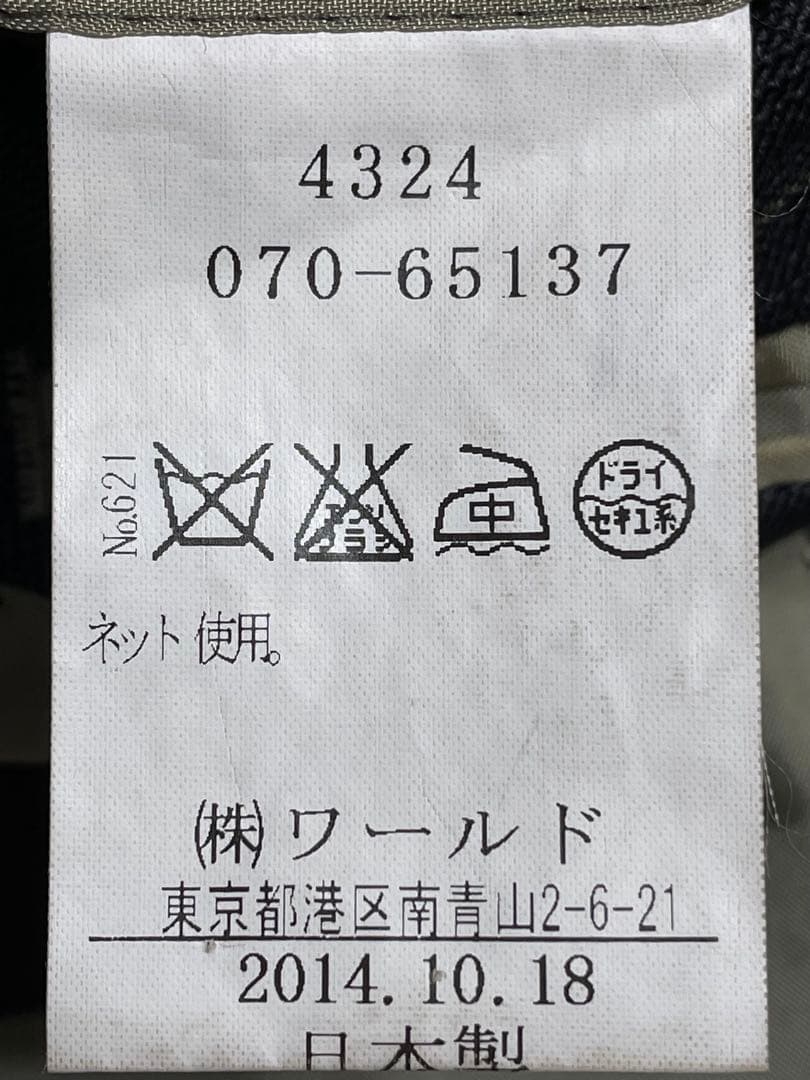 4324
070-65137
No.621
中
ドライ
セキユ系
ネット使用。
㈱ワールド
東京都港区南青山2-6-21
2014.10.18
日本製